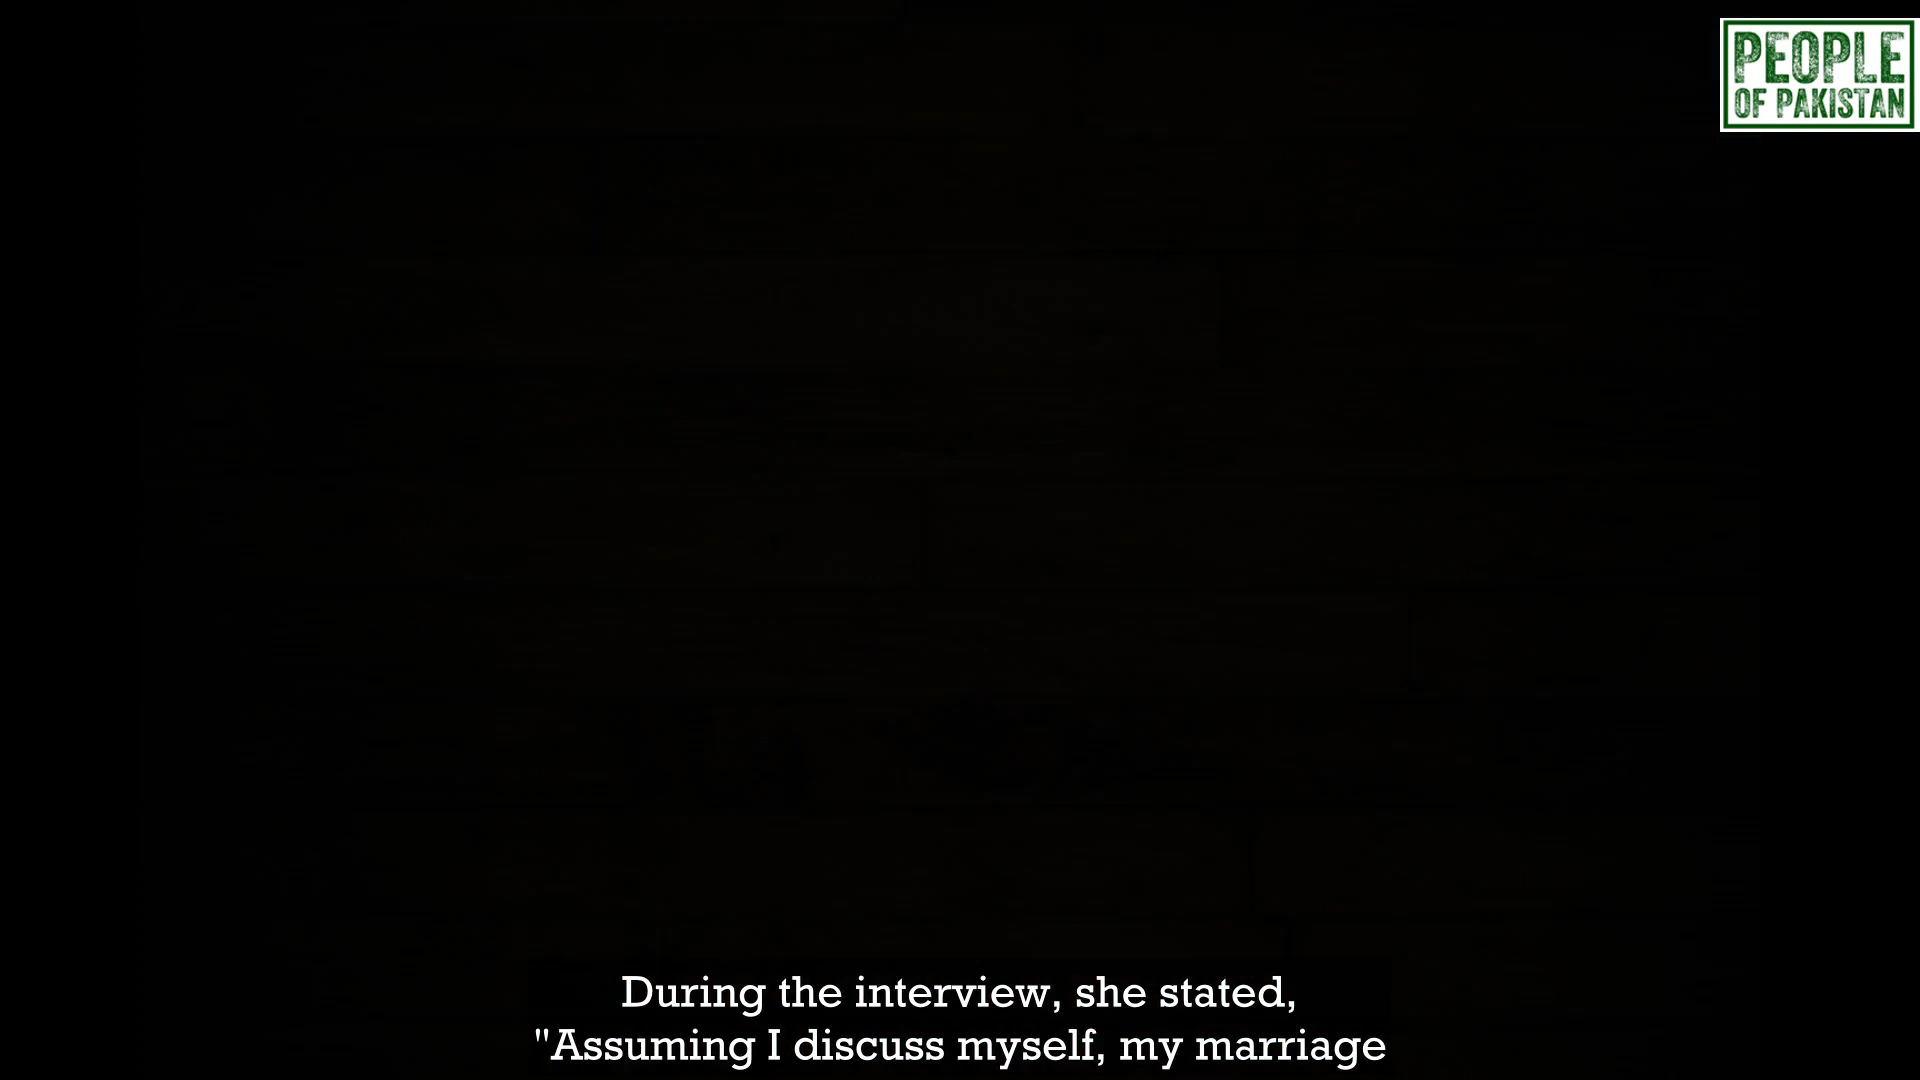 PEOPLE
OF PAKISTAN
During the interview, she stated,
"Assuming I discuss myself, my marriage